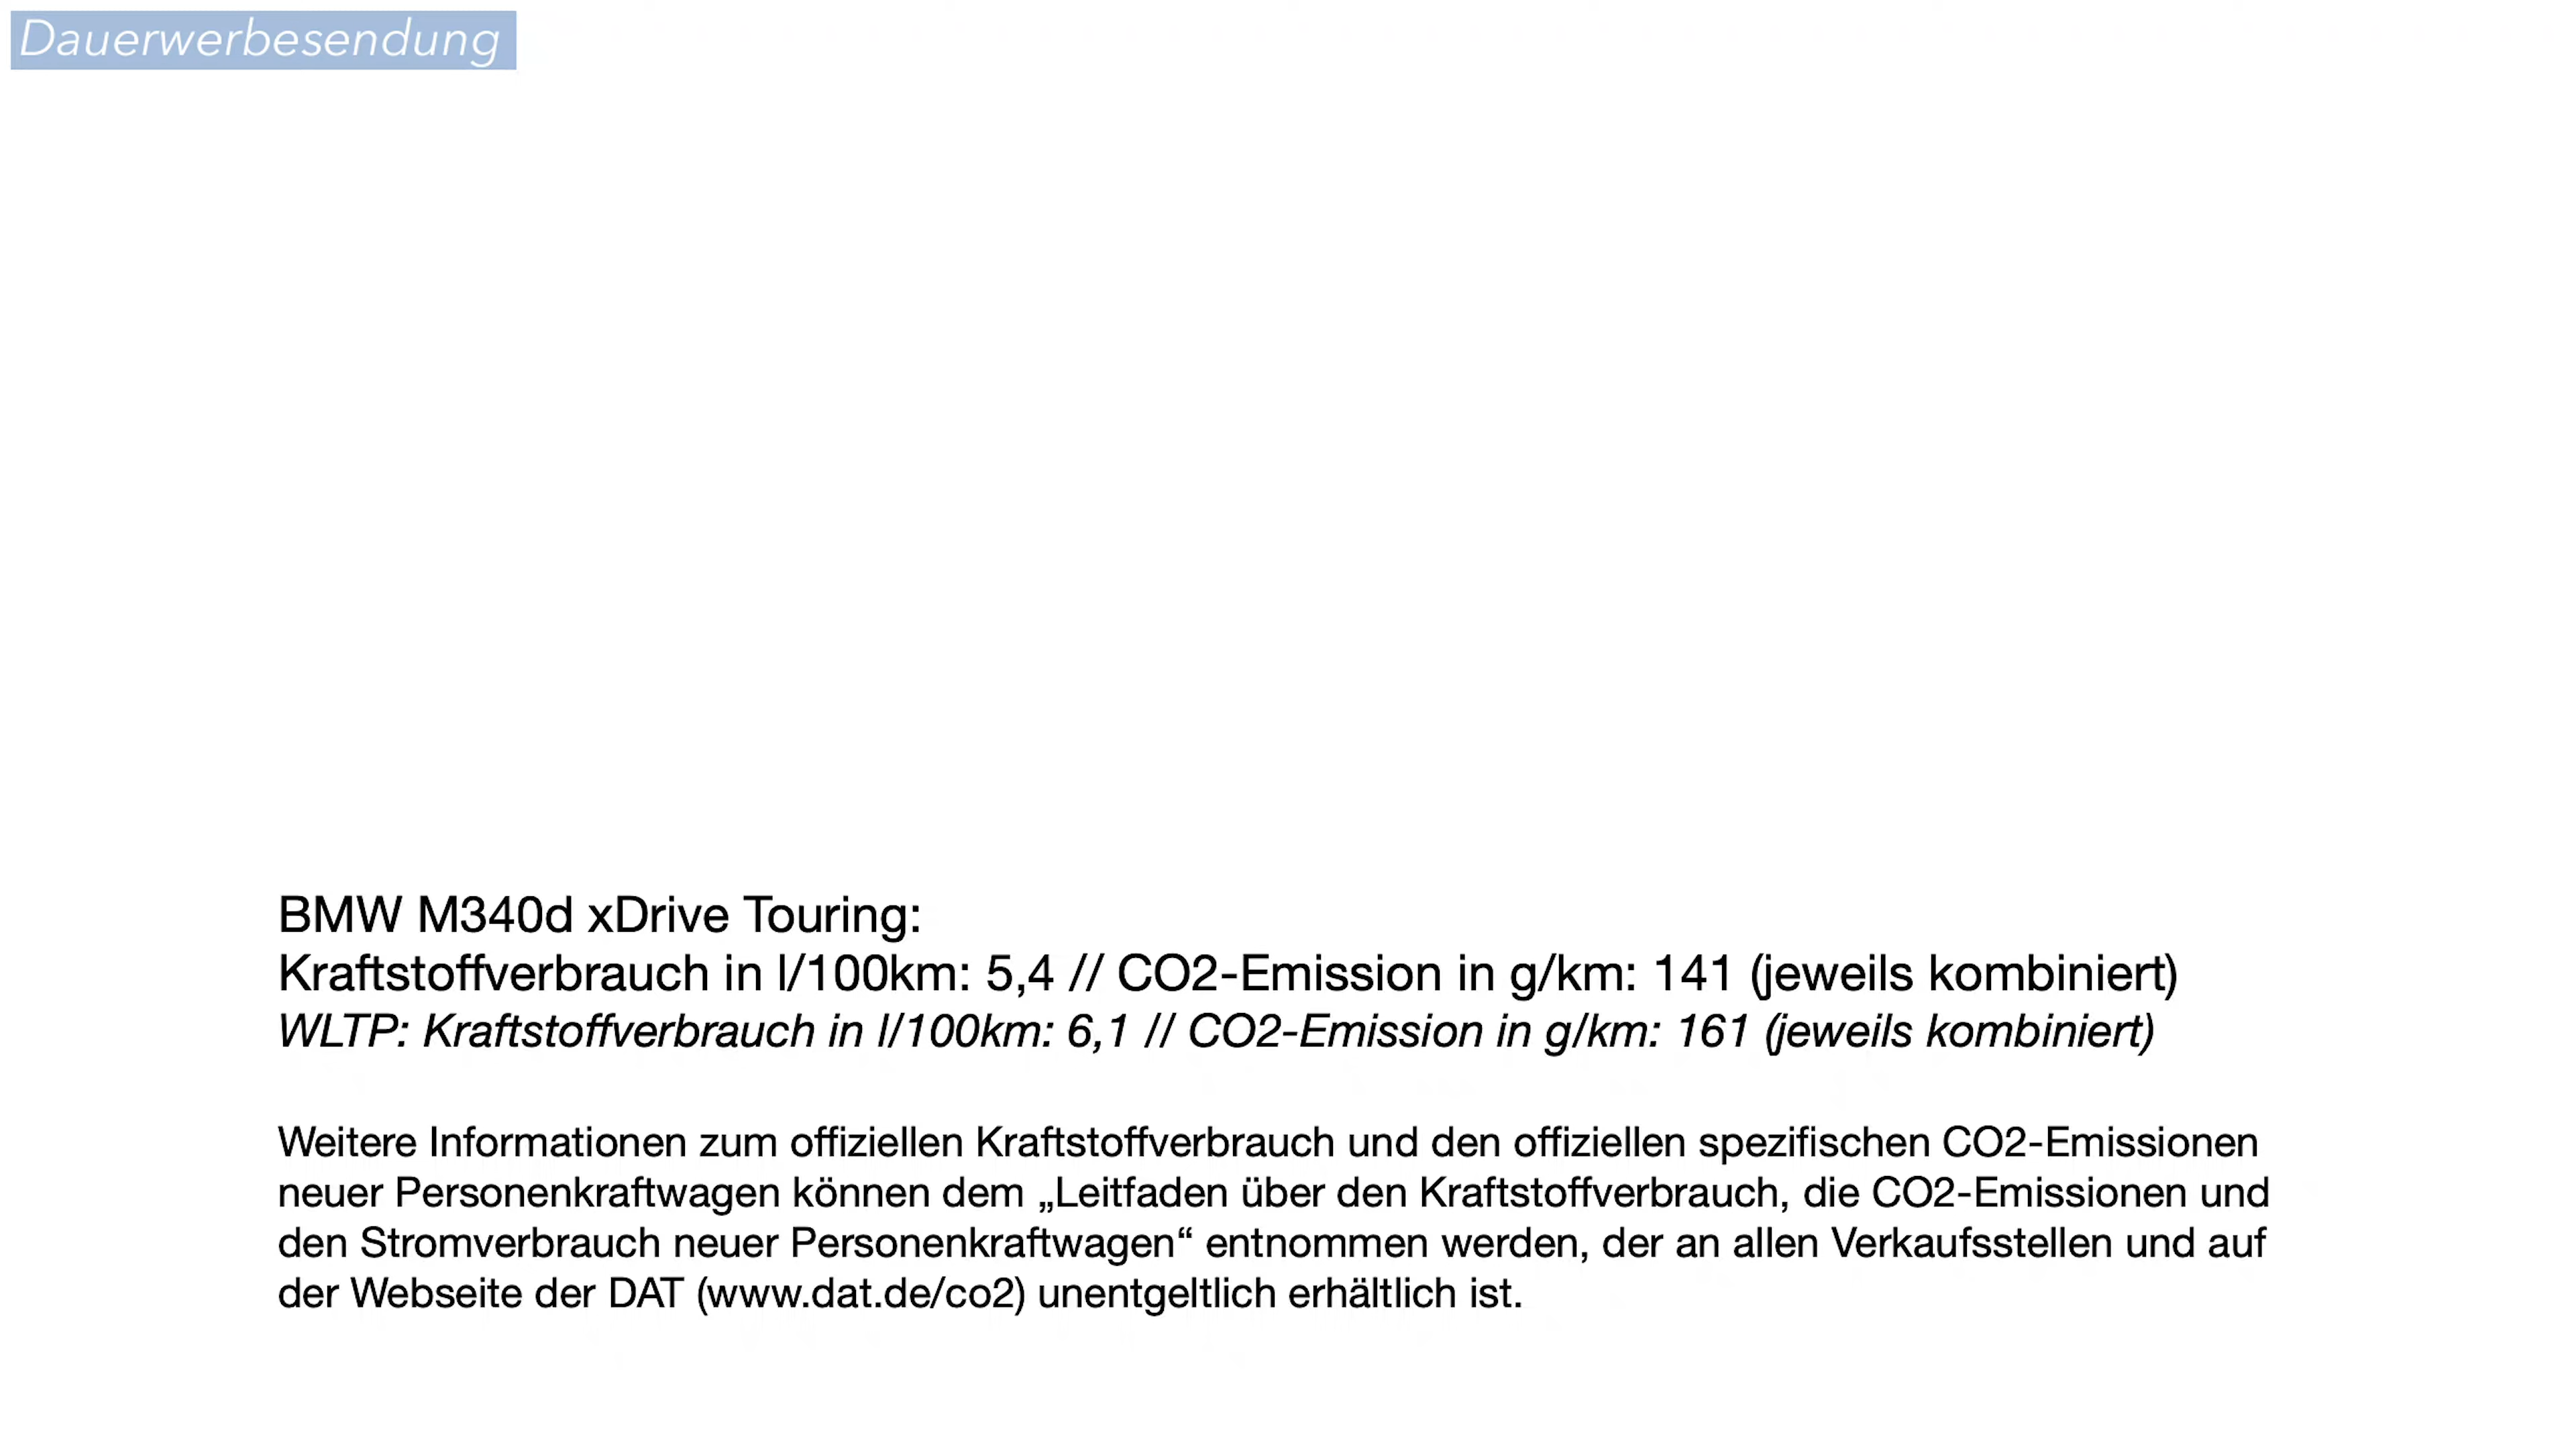 Dauerwerbesendung
BMW M340d xDrive Touring:
Kraftstoffverbrauch in l/100km: 5,4 // CO2-Emission in g/km: 141 (jeweils kombiniert)
WLTP: Kraftstoffverbrauch in l/100km: 6,1 // CO2-Emission in g/km: 161 (jeweils kombiniert)
Weitere Informationen zum offiziellen Kraftstoffverbrauch und den offiziellen spezifischen CO2-Emissionen
neuer Personenkraftwagen können dem „Leitfaden über den Kraftstoffverbrauch, die CO2-Emissionen und
den Stromverbrauch neuer Personenkraftwagen“ entnommen werden, der an allen Verkaufsstellen und auf
der Webseite der DAT (www.dat.de/co2) unentgeltlich erhältlich ist.